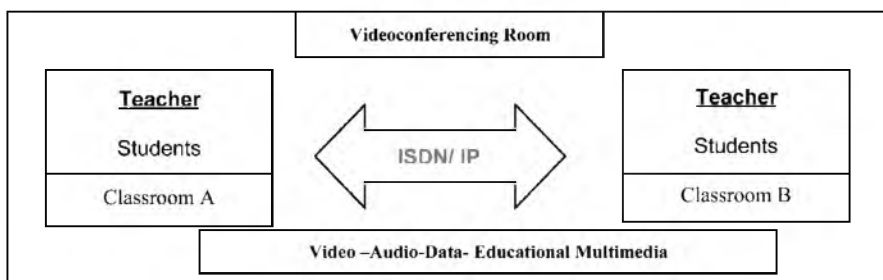 Videoconferencing Room
Teacher
Students
Classroom A
ISDN/ IP
Teacher
Students
Classroom B
Video –Audio-Data- Educational Multimedia